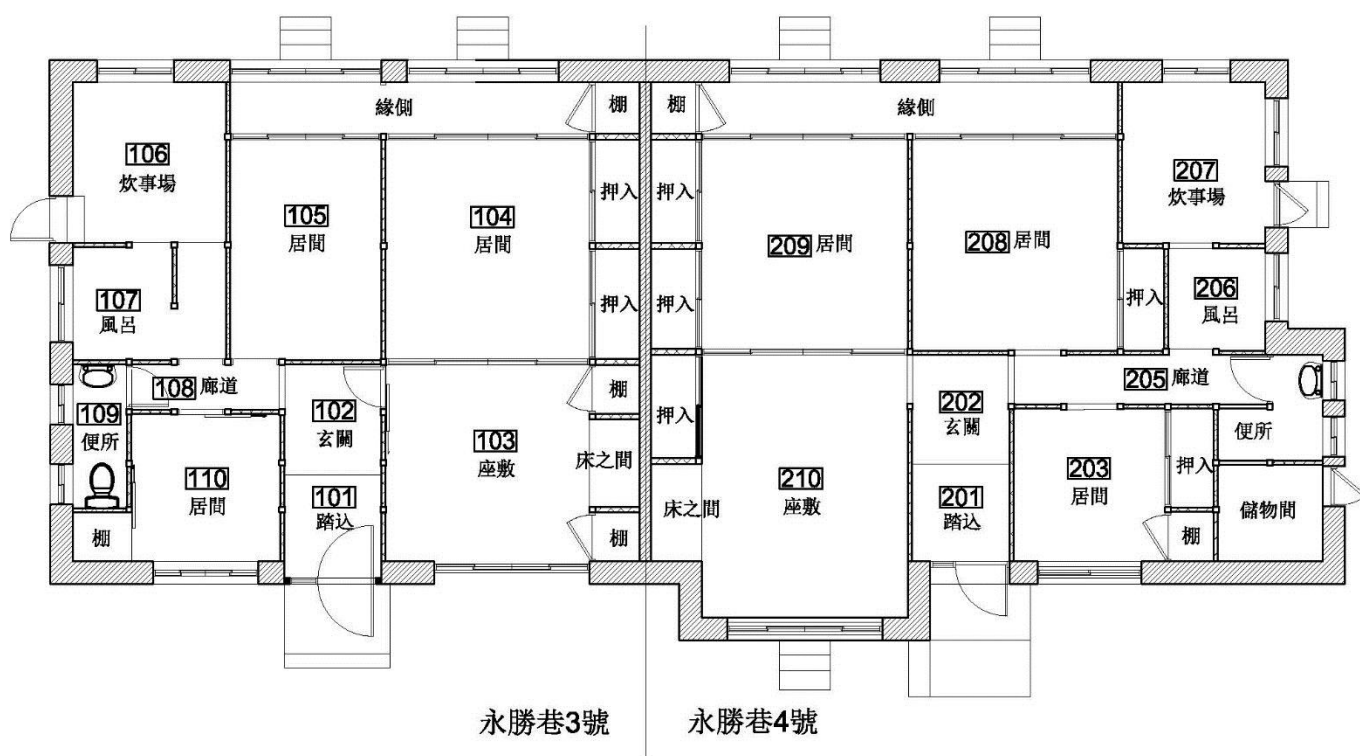 緣側
棚
棚
緣側
106
炊事場
105
居間
104
居間
押入
押入
209 居間
208 居間
207
炊事場
107
風呂
押入
押入
押入
206
風呂
108 廊道
205 廊道
109
便所
102
玄關
103
座敷
棚
押入
202
玄關
便所
110
居間
101
踏込
床之間
床之間
210
座敷
201
踏込
203
居間
押入
儲物間
棚
棚
棚
永勝巷3號
永勝巷4號